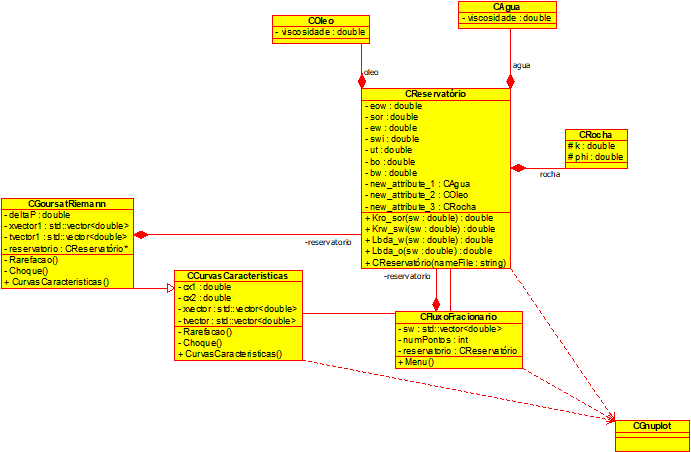 COleo
- viscosidade : double
CAgua
- viscosidade : double
oleo
agua
CReservatório
- eow : double
- sor : double
- ew : double
- swi : double
- ut : double
- bo : double
- bw : double
- new_attribute_1 : CAgua
- new_attribute_2 : COleo
- new_attribute_3 : CRocha
+ Kro_sor(sw : double) : double
+ Krw_swi(sw : double) : double
+ Lbda_w(sw : double) : double
+ Lbda_o(sw : double) : double
+ CReservatório(nameFile : string)
CRocha
# k : double
# phi : double
rocha
CGoursatRiemann
- deltaP : double
- xvector1 : std::vector<double>
- tvector1 : std::vector<double>
- reservatorio : CReservatório*
- Rarefacao()
- Choque()
+ CurvasCaracteristicas()
-reservatorio
-reservatorio
CCurvasCaracteristicas
- cx1 : double
- cx2 : double
- xvector : std::vector<double>
- tvector : std::vector<double>
- Rarefacao()
- Choque()
+ CurvasCaracteristicas()
CFluxoFracionario
- sw : std::vector<double>
- numPontos : int
- reservatorio : CReservatório
+ Menu()
CGnuplot